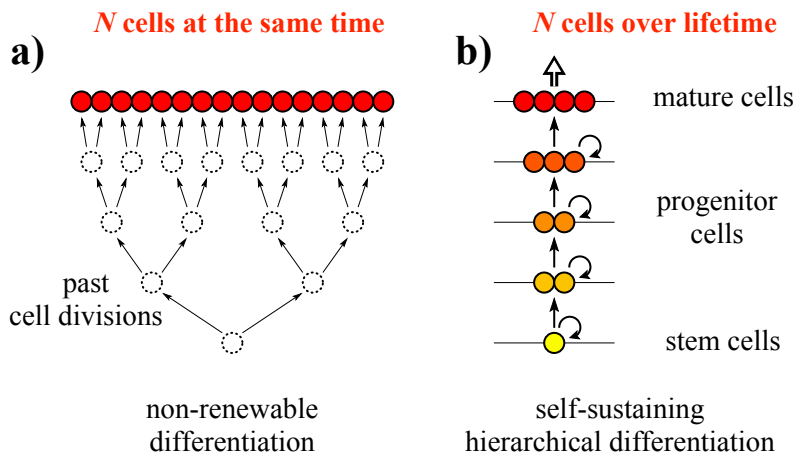 N cells at the same time
a)
past
cell divisions
non-renewable
differentiation
N cells over lifetime
b)
mature cells
progenitor
cells
stem cells
self-sustaining
hierarchical differentiation